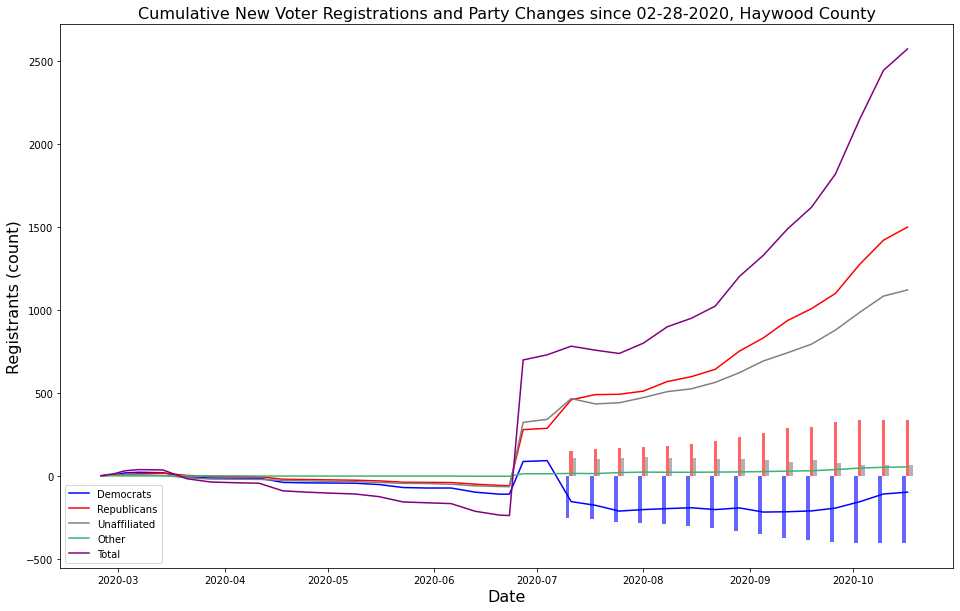 Cumulative New Voter Registrations and Party Changes since 02-28-2020, Haywood County
Registrants (count)
2500
2000
1500
1000
500
0
−500
Democrats
Republicans
Unaffiliated
Other
Total
2020-03 2020-04 2020-05 2020-06 2020-07 2020-08 2020-09 2020-10
Date